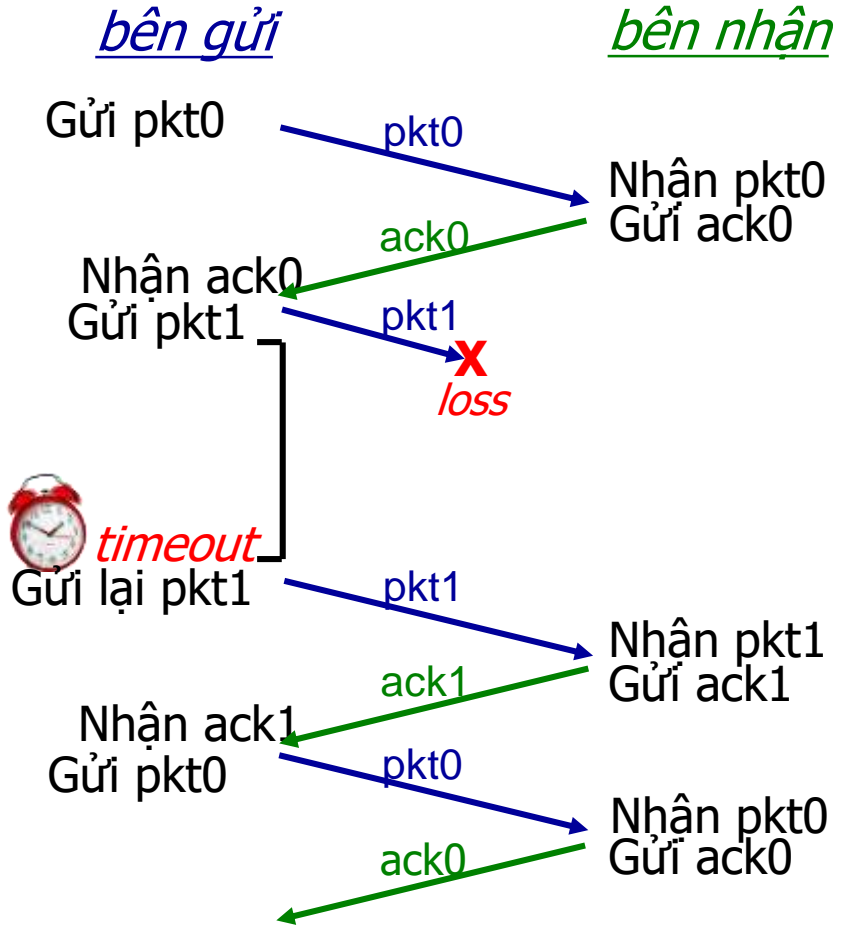 bên gửi
bên nhận
Gửi pkt0
pkt0
Nhận pkt0
Gửi ack0
ack0
Nhận ack0
Gửi pkt1
pkt1
X
loss
timeout
Gửi lại pkt1
pkt1
Nhận pkt1
Gửi ack1
ack1
Nhận ack1
Gửi pkt0
pkt0
Nhận pkt0
Gửi ack0
ack0